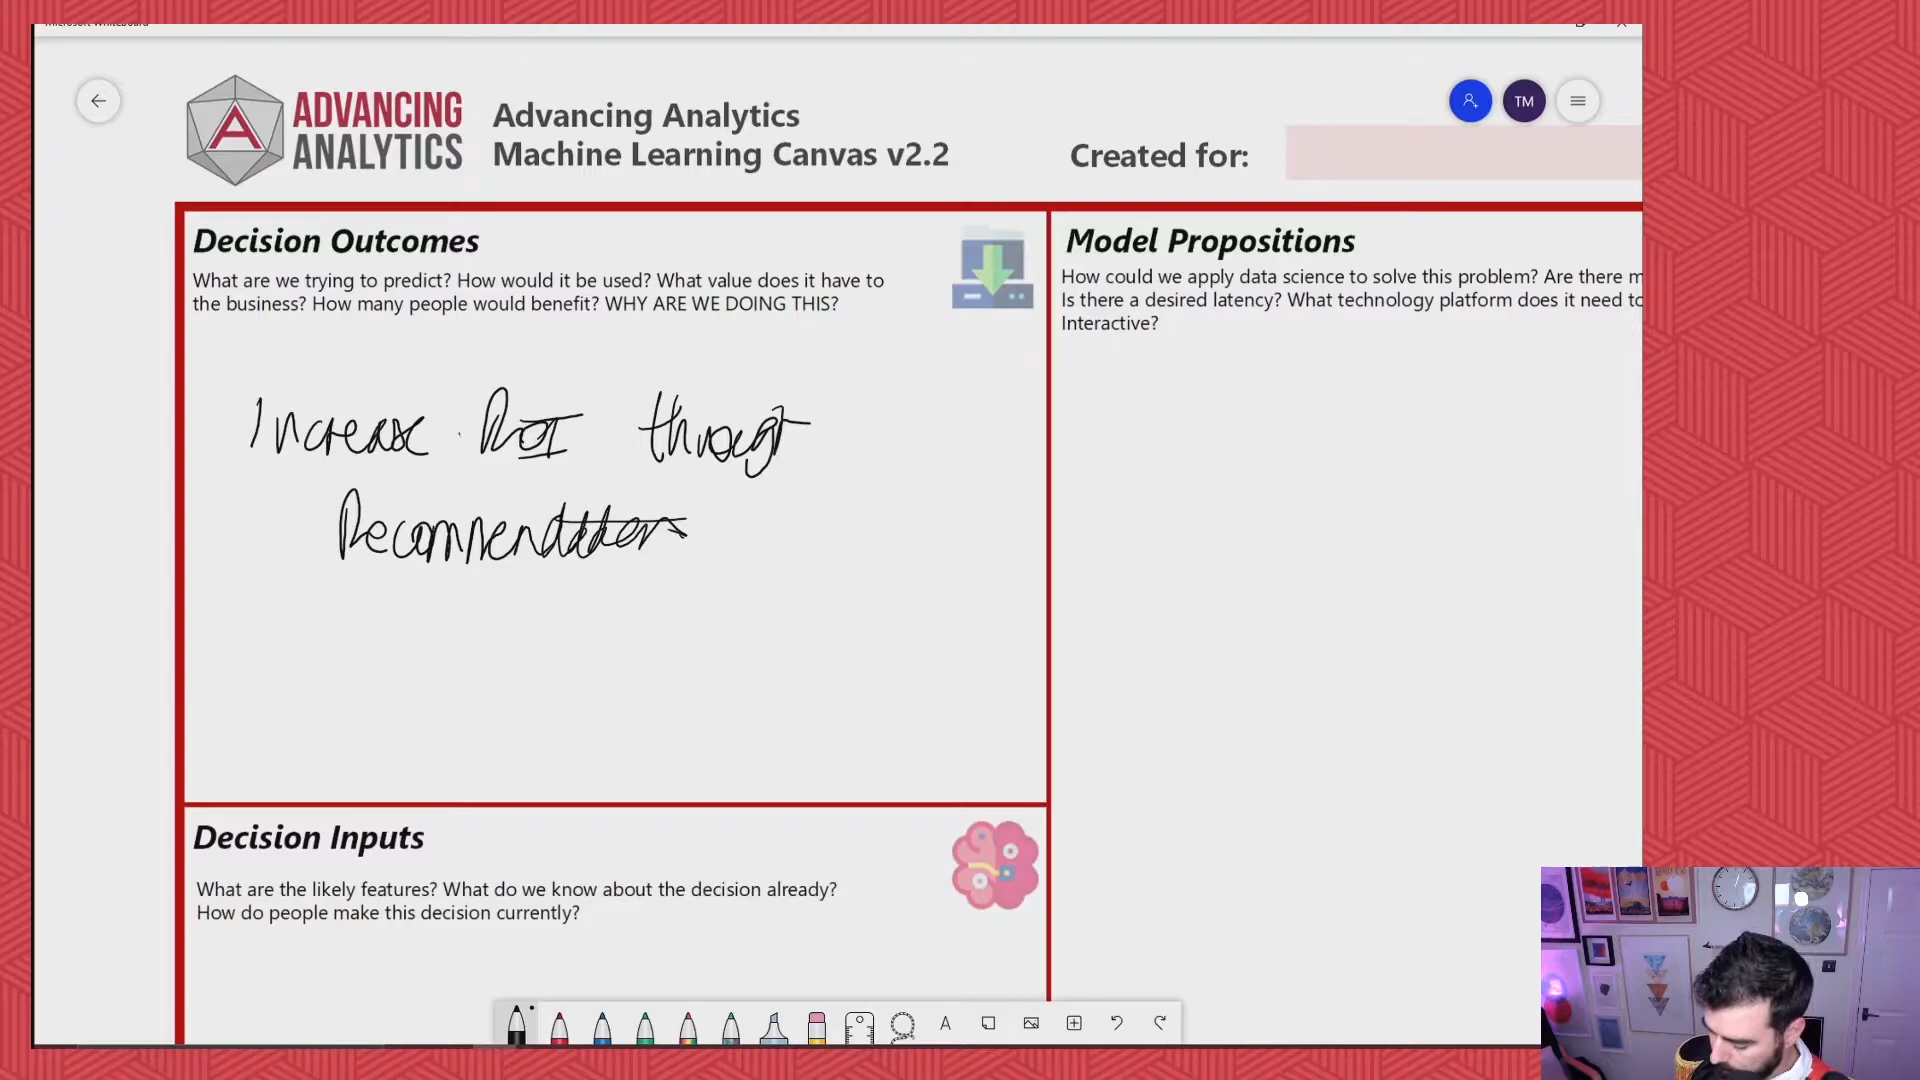 ADVANCING
ANALYTICS
Advancing Analytics
Machine Learning Canvas v2.2
TM
Created for:
Decision Outcomes
What are we trying to predict? How would it be used? What value does it have to
the business? How many people would benefit? WHY ARE WE DOING THIS?
Increase ROI through
Recommendations
Model Propositions
How could we apply data science to solve this problem? Are there m
Is there a desired latency? What technology platform does it need to
Interactive?
Decision Inputs
What are the likely features? What do we know about the decision already?
How do people make this decision currently?